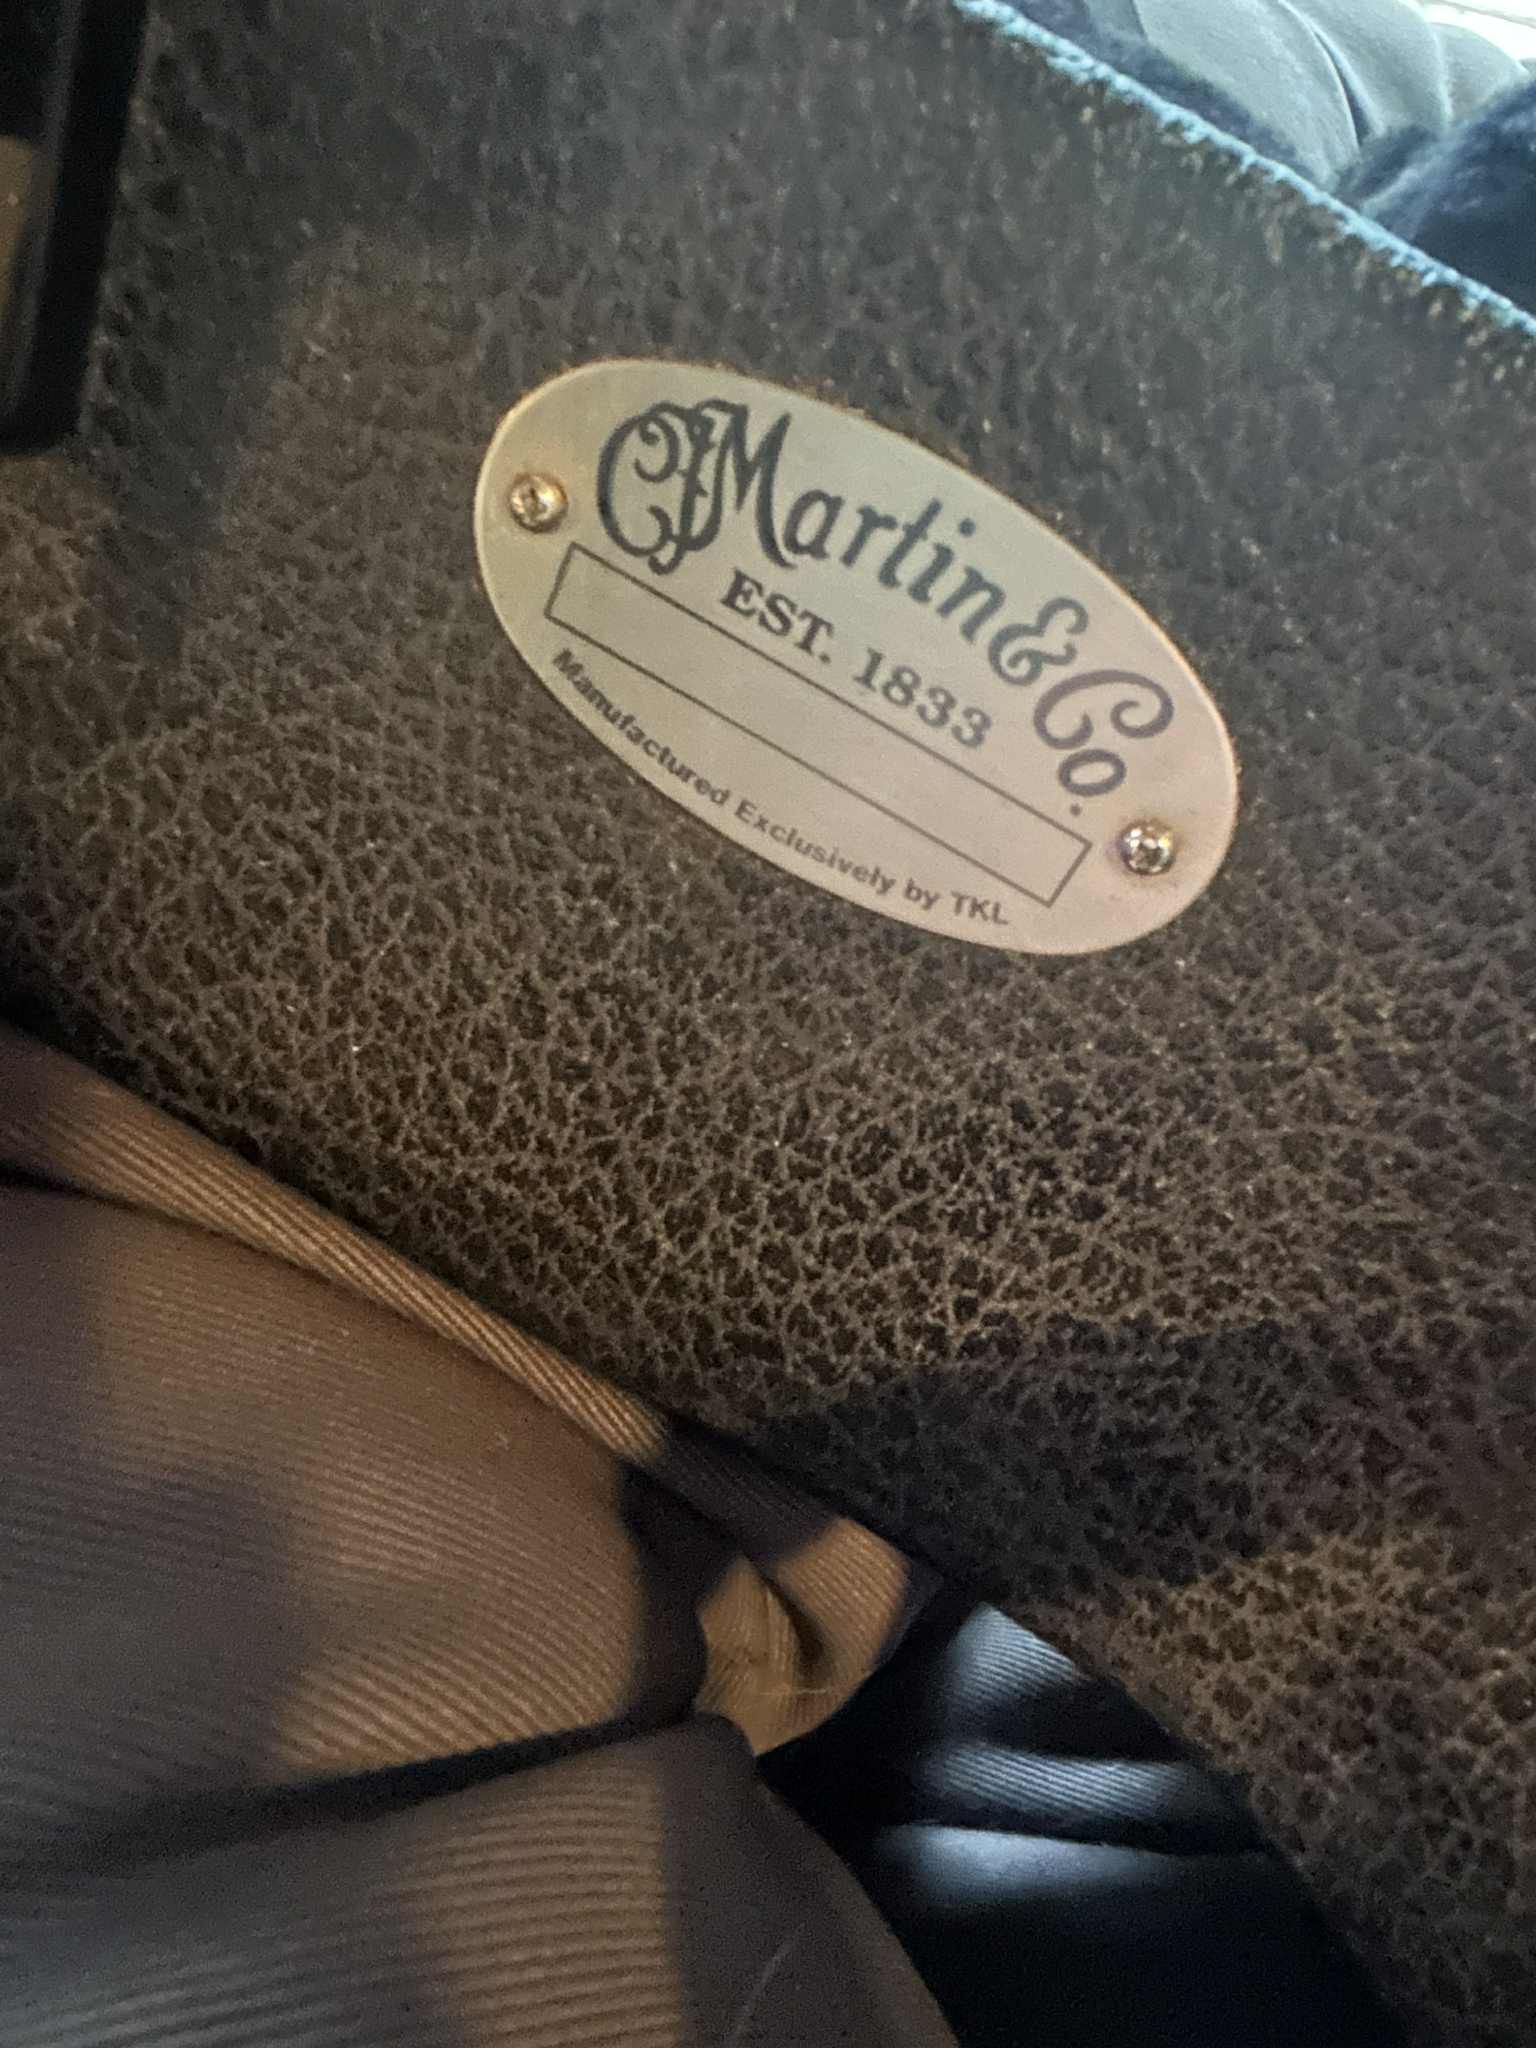 CFMartin & Co.
EST. 1833
Manufactured Exclusively by TKL